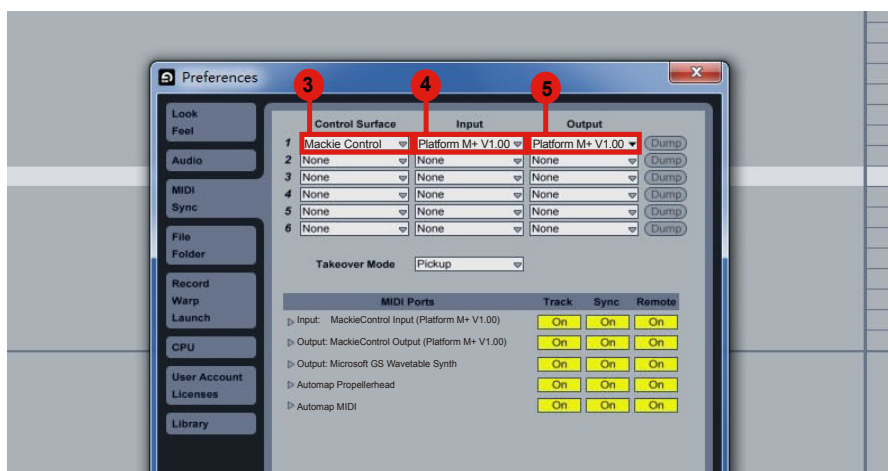 Preferences
3 4 5
Look
Feel
Audio
MIDI
Sync
File
Folder
Record
Warp
Launch
CPU
User Account
Licenses
Library
Control Surface Input Output
1 Mackie Control Platform M+ V1.00 Platform M+ V1.00 Dump
2 None None None Dump
3 None None None Dump
4 None None None Dump
5 None None None Dump
6 None None None Dump
Takeover Mode Pickup
MIDI Ports Track Sync Remote
Input: MackieControl Input (Platform M+ V1.00) On On On
Output: MackieControl Output (Platform M+ V1.00) On On On
Output: Microsoft GS Wavetable Synth On On On
Automap Propellerhead On On On
Automap MIDI On On On